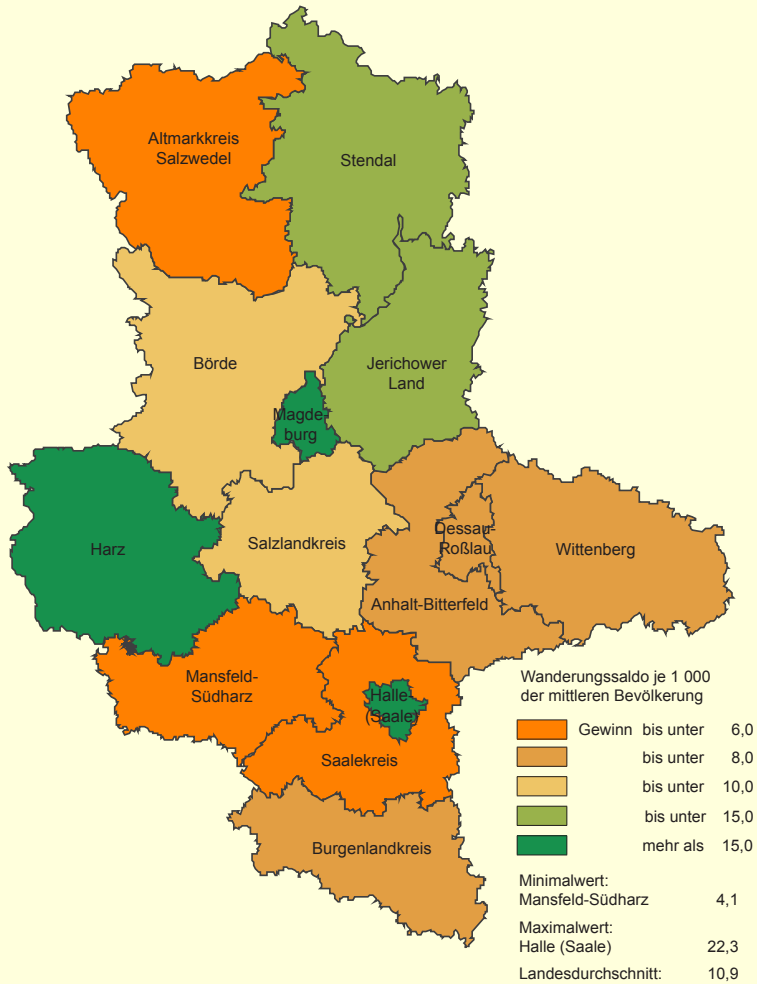 Altmarkkreis
Salzwedel
Stendal
Börde
Jerichower
Land
Magde-
burg
Harz
Salzlandkreis
Dessau-
Roßlau
Wittenberg
Anhalt-Bitterfeld
Mansfeld-
Südharz
Halle-
(Saale)
Saalekreis
Burgenlandkreis
Wanderungssaldo je 1 000
der mittleren Bevölkerung
Gewinn bis unter 6,0
bis unter 8,0
bis unter 10,0
bis unter 15,0
mehr als 15,0
Minimalwert:
Mansfeld-Südharz 4,1
Maximalwert:
Halle (Saale) 22,3
Landesdurchschnitt: 10,9